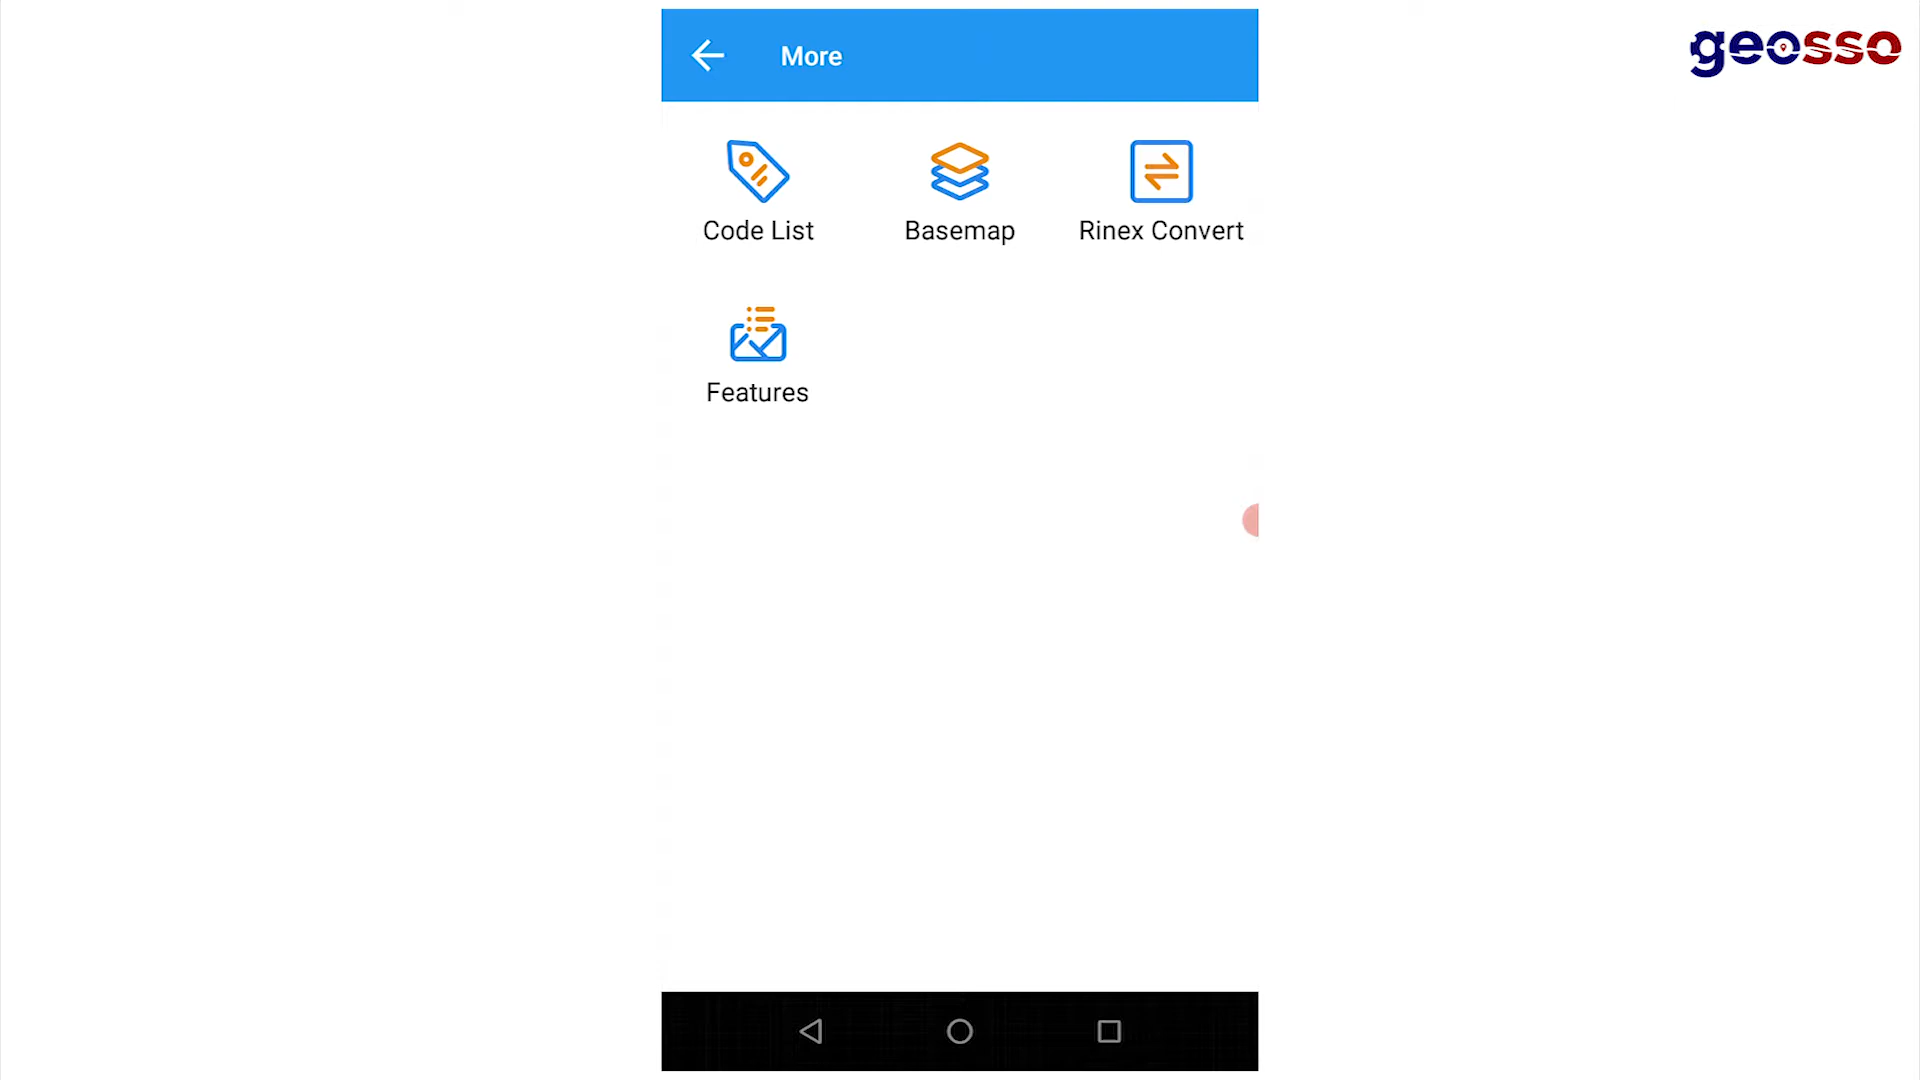 More
geosso
Code List
Basemap
Rinex Convert
Features